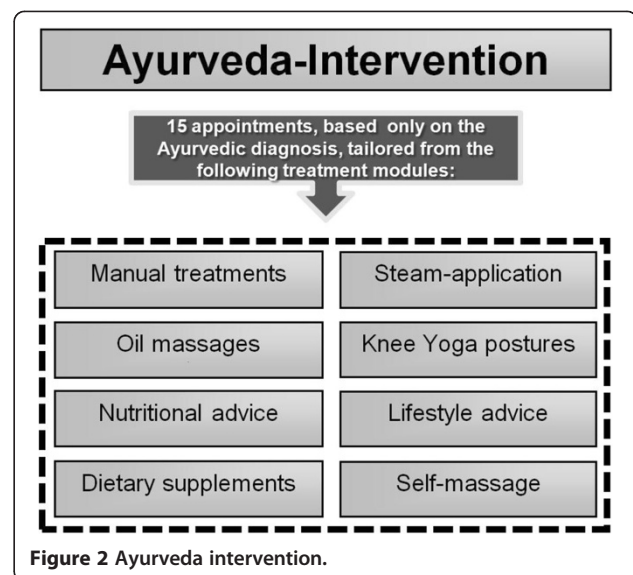 Ayurveda-Intervention
15 appointments, based only on the
Ayurvedic diagnosis, tailored from the
following treatment modules:
Manual treatments
Steam-application
Oil massages
Knee Yoga postures
Nutritional advice
Lifestyle advice
Dietary supplements
Self-massage
Figure 2 Ayurveda intervention.